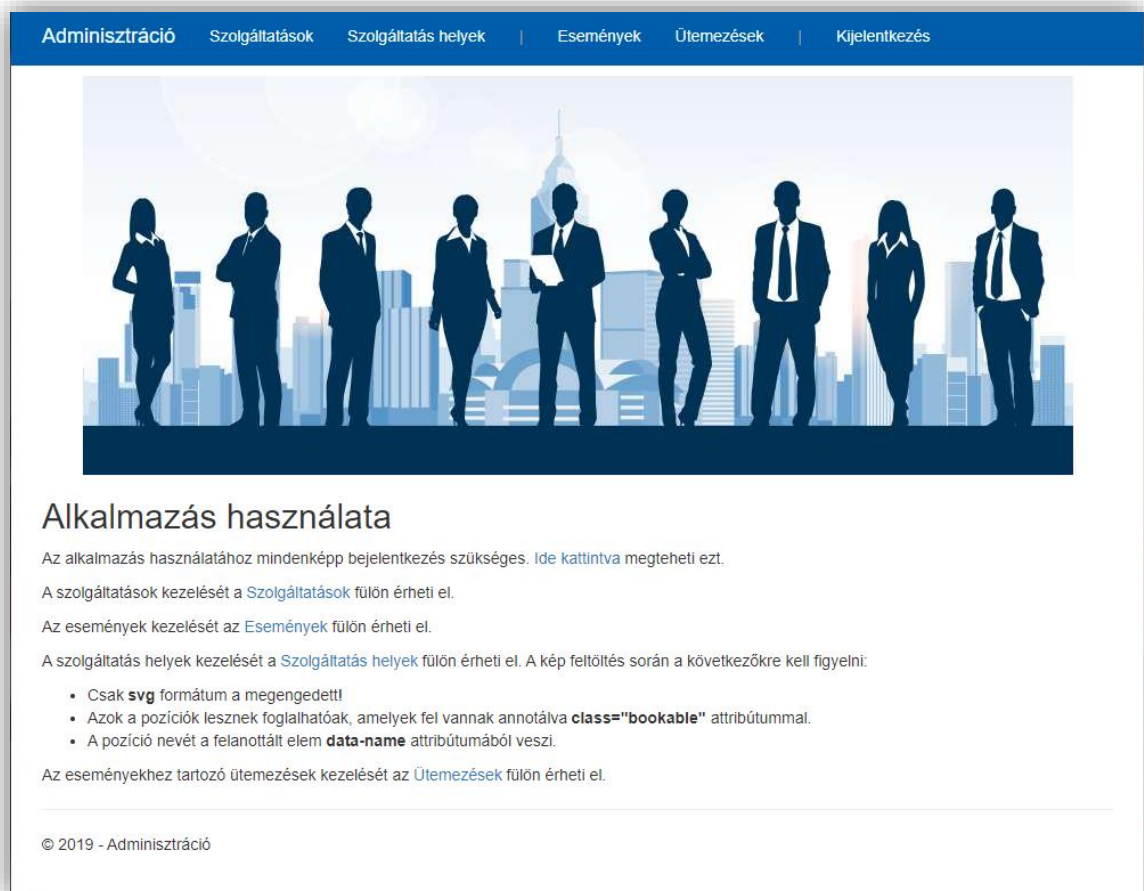 Adminisztráció Szolgáltatások Szolgáltatás helyek | Események Ütemezések | Kijelentkezés
Alkalmazás használata
Az alkalmazás használatához mindenképp bejelentkezés szükséges. Ide kattintva megteheti ezt.
A szolgáltatások kezelését a Szolgáltatások fülön érheti el.
Az események kezelését az Események fülön érheti el.
A szolgáltatás helyek kezelését a Szolgáltatás helyek fülön érheti el. A kép feltöltés során a következőkre kell figyelni:
• Csak svg formátum a megengedett!
• Azok a pozíciók lesznek foglalhatóak, amelyek fel vannak annotálva class="bookable" attribútummal.
• A pozíció nevét a felanottált elem data-name attribútumából veszi.
Az eseményekhez tartozó ütemezések kezelését az Ütemezések fülön érheti el.
© 2019 - Adminisztráció